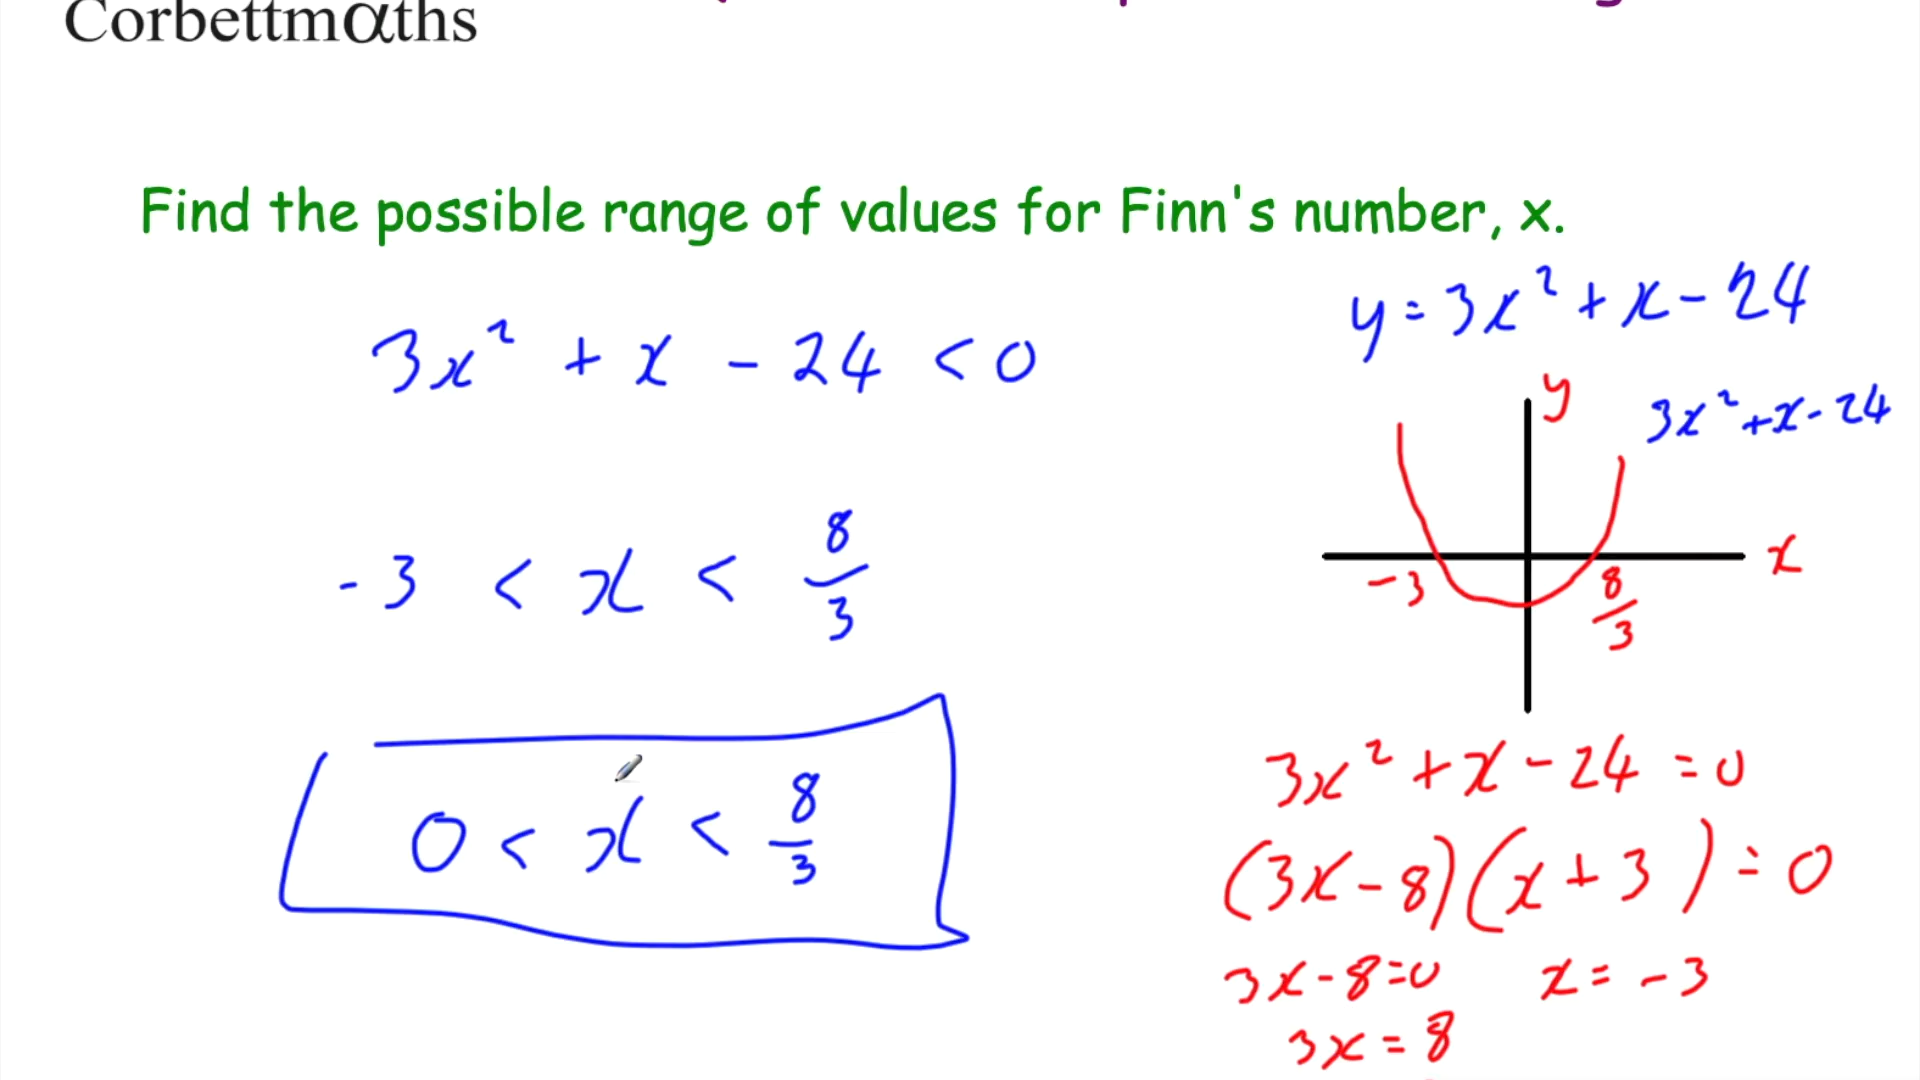 Corbettmαths
Find the possible range of values for Finn's number, x.
3x² + x - 24 < 0
-3 < x < 8/3
0 < x < 8/3
y = 3x² + x - 24
y
3x² + x - 24
x
-3
8/3
3x² + x - 24 = 0
(3x - 8)(x + 3) = 0
3x - 8 = 0 x = -3
3x = 8